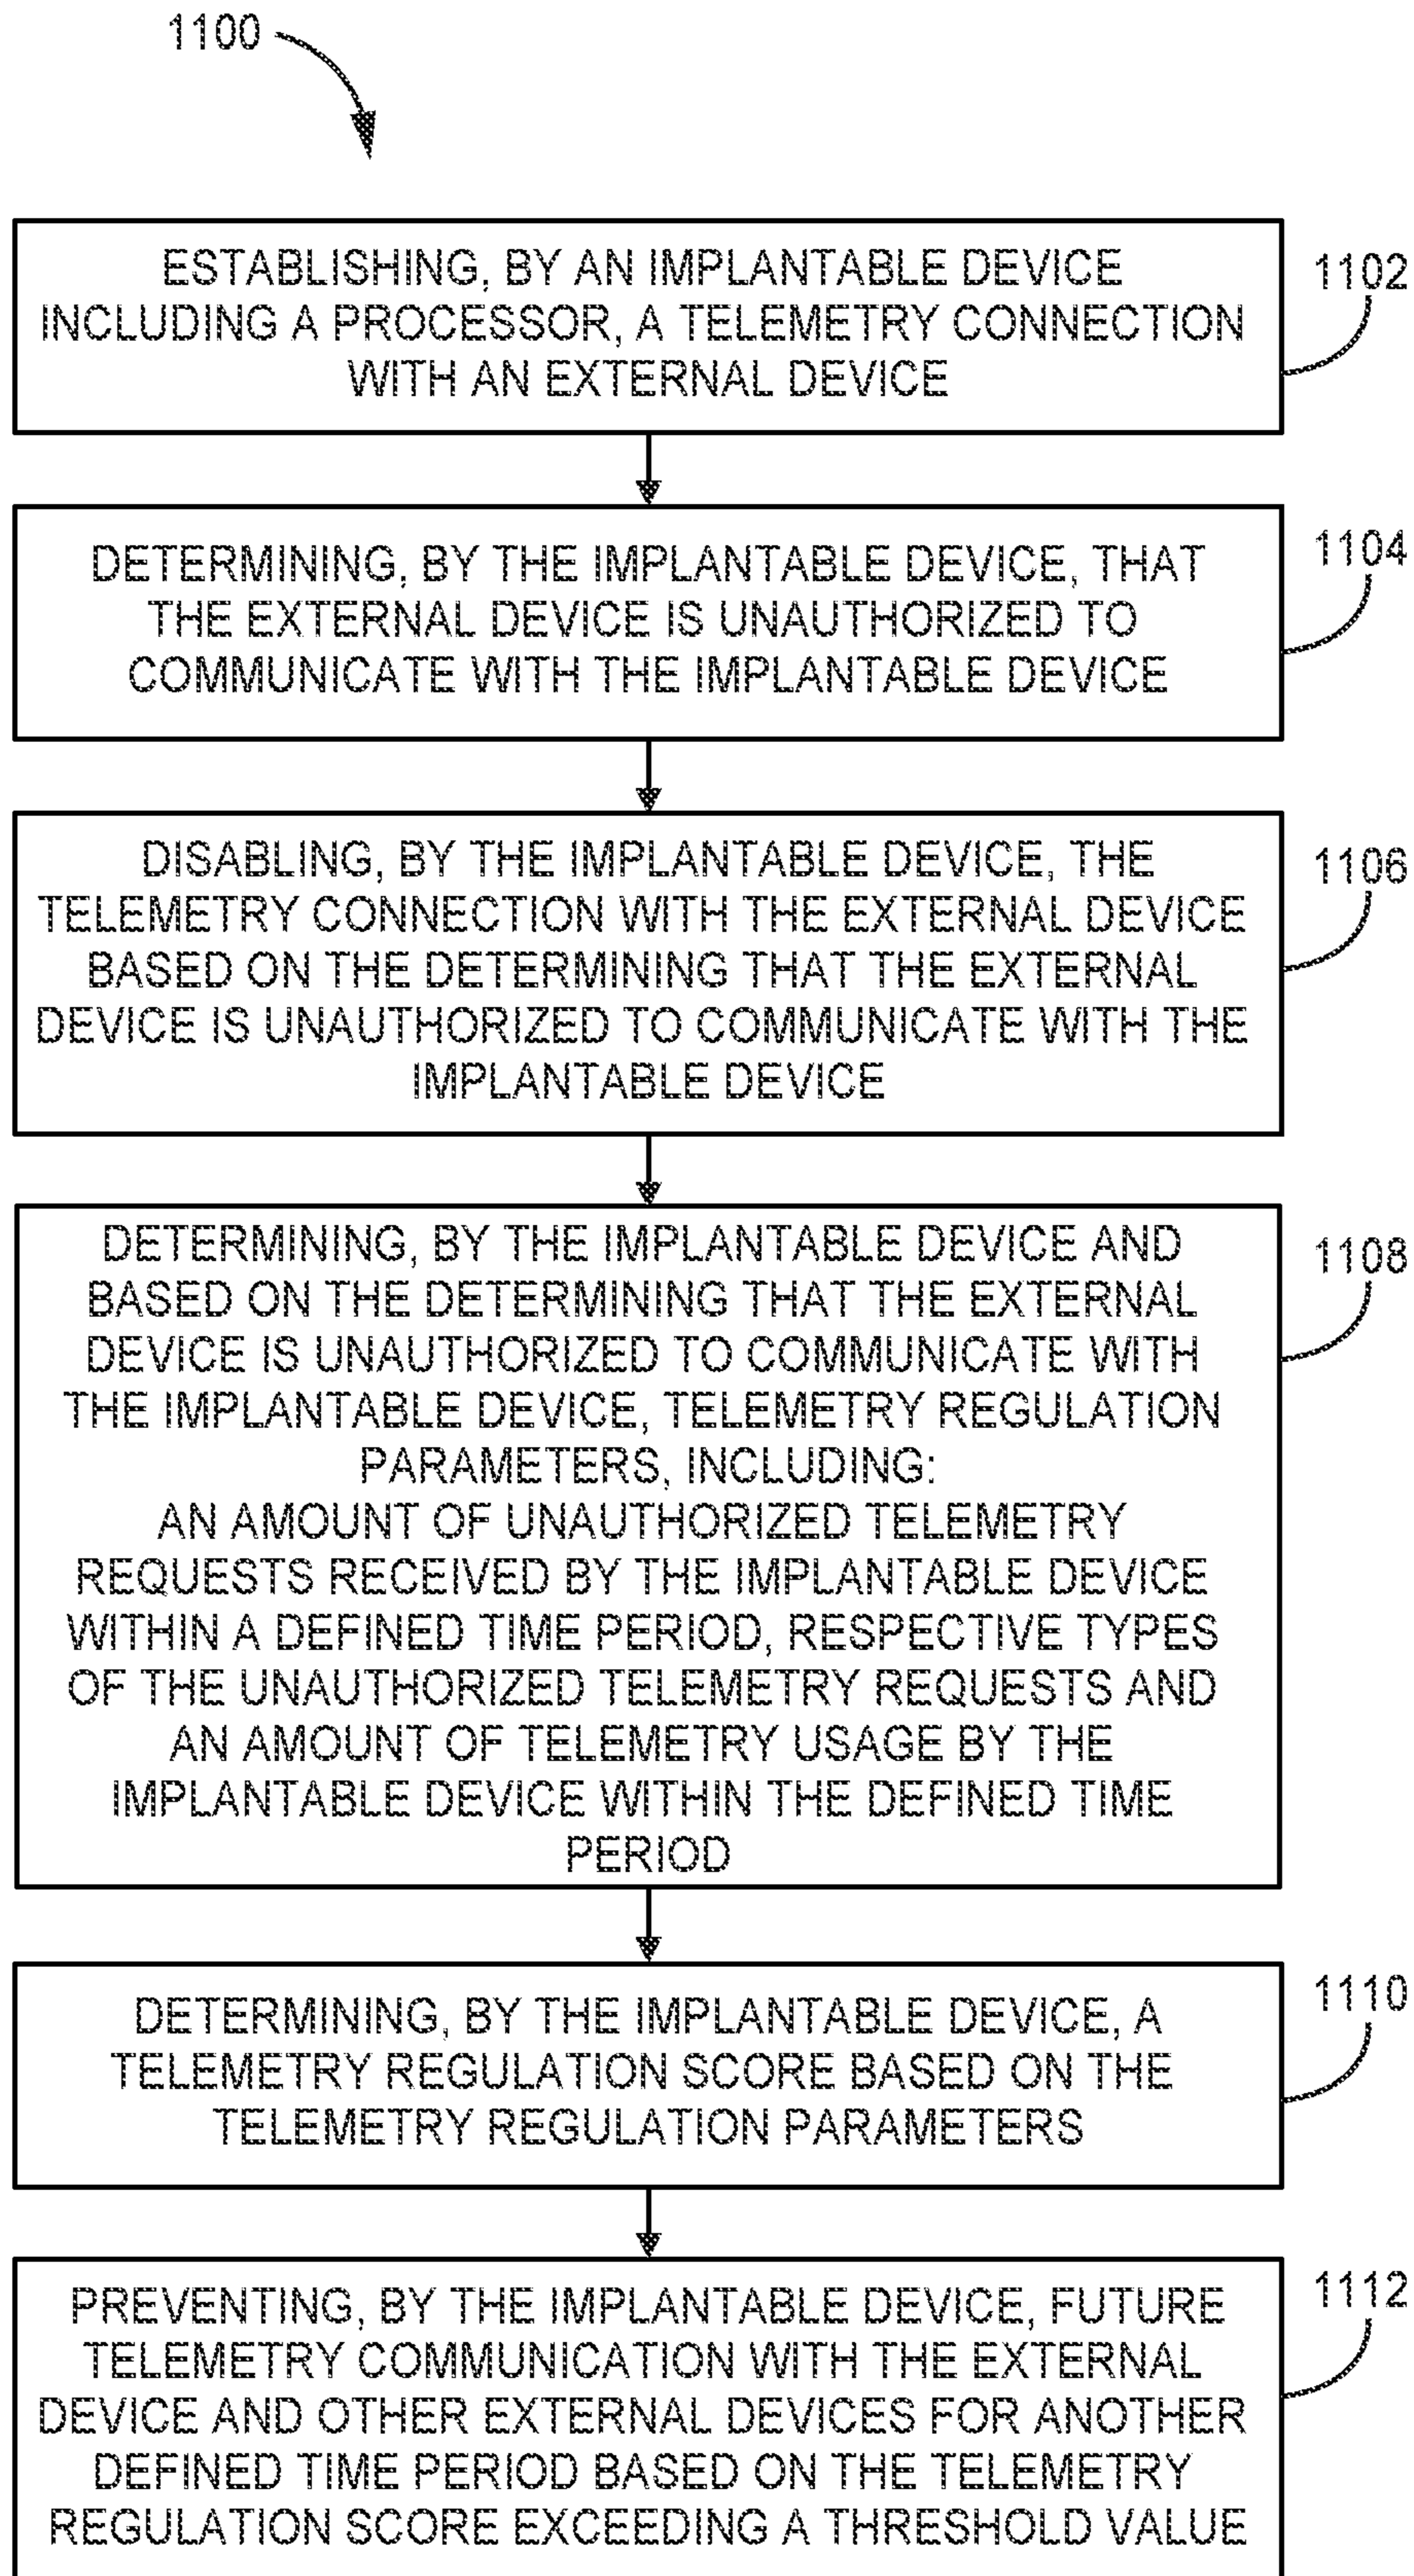 1100
ESTABLISHING, BY AN IMPLANTABLE DEVICE
INCLUDING A PROCESSOR, A TELEMETRY CONNECTION
WITH AN EXTERNAL DEVICE
1102
DETERMINING, BY THE IMPLANTABLE DEVICE, THAT
THE EXTERNAL DEVICE IS UNAUTHORIZED TO
COMMUNICATE WITH THE IMPLANTABLE DEVICE
1104
DISABLING, BY THE IMPLANTABLE DEVICE, THE
TELEMETRY CONNECTION WITH THE EXTERNAL DEVICE
BASED ON THE DETERMINING THAT THE EXTERNAL
DEVICE IS UNAUTHORIZED TO COMMUNICATE WITH THE
IMPLANTABLE DEVICE
1106
DETERMINING, BY THE IMPLANTABLE DEVICE AND
BASED ON THE DETERMINING THAT THE EXTERNAL
DEVICE IS UNAUTHORIZED TO COMMUNICATE WITH
THE IMPLANTABLE DEVICE, TELEMETRY REGULATION
PARAMETERS, INCLUDING:
AN AMOUNT OF UNAUTHORIZED TELEMETRY
REQUESTS RECEIVED BY THE IMPLANTABLE DEVICE
WITHIN A DEFINED TIME PERIOD, RESPECTIVE TYPES
OF THE UNAUTHORIZED TELEMETRY REQUESTS AND
AN AMOUNT OF TELEMETRY USAGE BY THE
IMPLANTABLE DEVICE WITHIN THE DEFINED TIME
PERIOD
1108
DETERMINING, BY THE IMPLANTABLE DEVICE, A
TELEMETRY REGULATION SCORE BASED ON THE
TELEMETRY REGULATION PARAMETERS
1110
PREVENTING, BY THE IMPLANTABLE DEVICE, FUTURE
TELEMETRY COMMUNICATION WITH THE EXTERNAL
DEVICE AND OTHER EXTERNAL DEVICES FOR ANOTHER
DEFINED TIME PERIOD BASED ON THE TELEMETRY
REGULATION SCORE EXCEEDING A THRESHOLD VALUE
1112